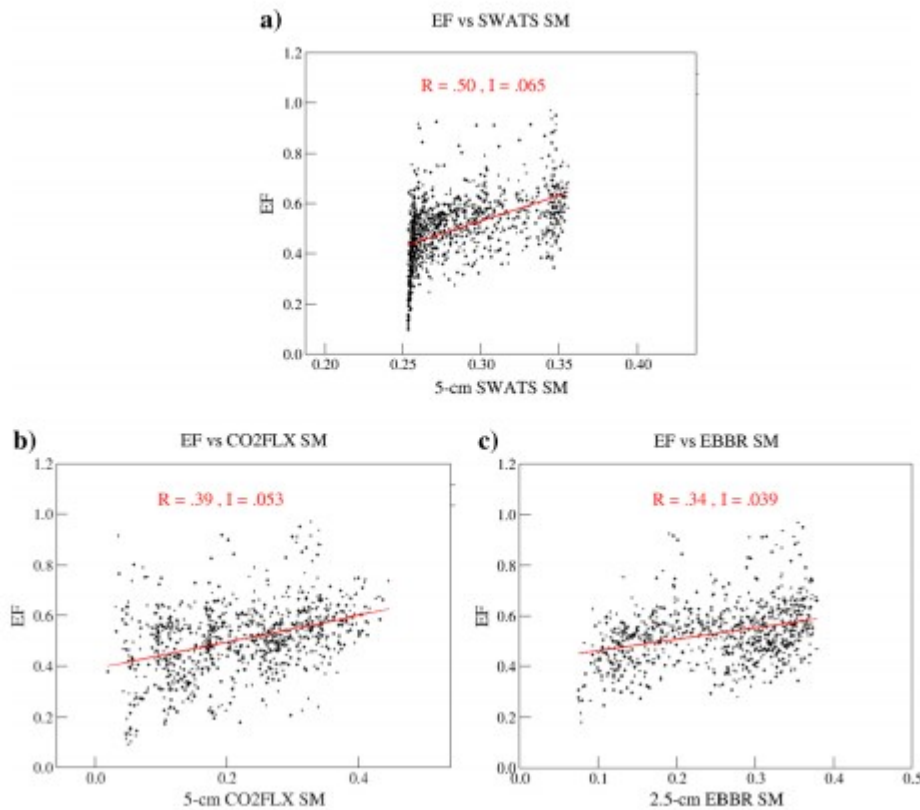 a)
EF vs SWATS SM
R = .50 , I = .065
1.2
1.0
0.8
0.6
0.4
0.2
0.0
EF
0.20 0.25 0.30 0.35 0.40
5-cm SWATS SM
b)
EF vs CO2FLX SM
R = .39 , I = .053
1.2
1.0
0.8
0.6
0.4
0.2
0.0
EF
0.0 0.2 0.4
5-cm CO2FLX SM
c)
EF vs EBBR SM
R = .34 , I = .039
1.2
1.0
0.8
0.6
0.4
0.2
0.0
EF
0.0 0.1 0.2 0.3 0.4 0.5
2.5-cm EBBR SM